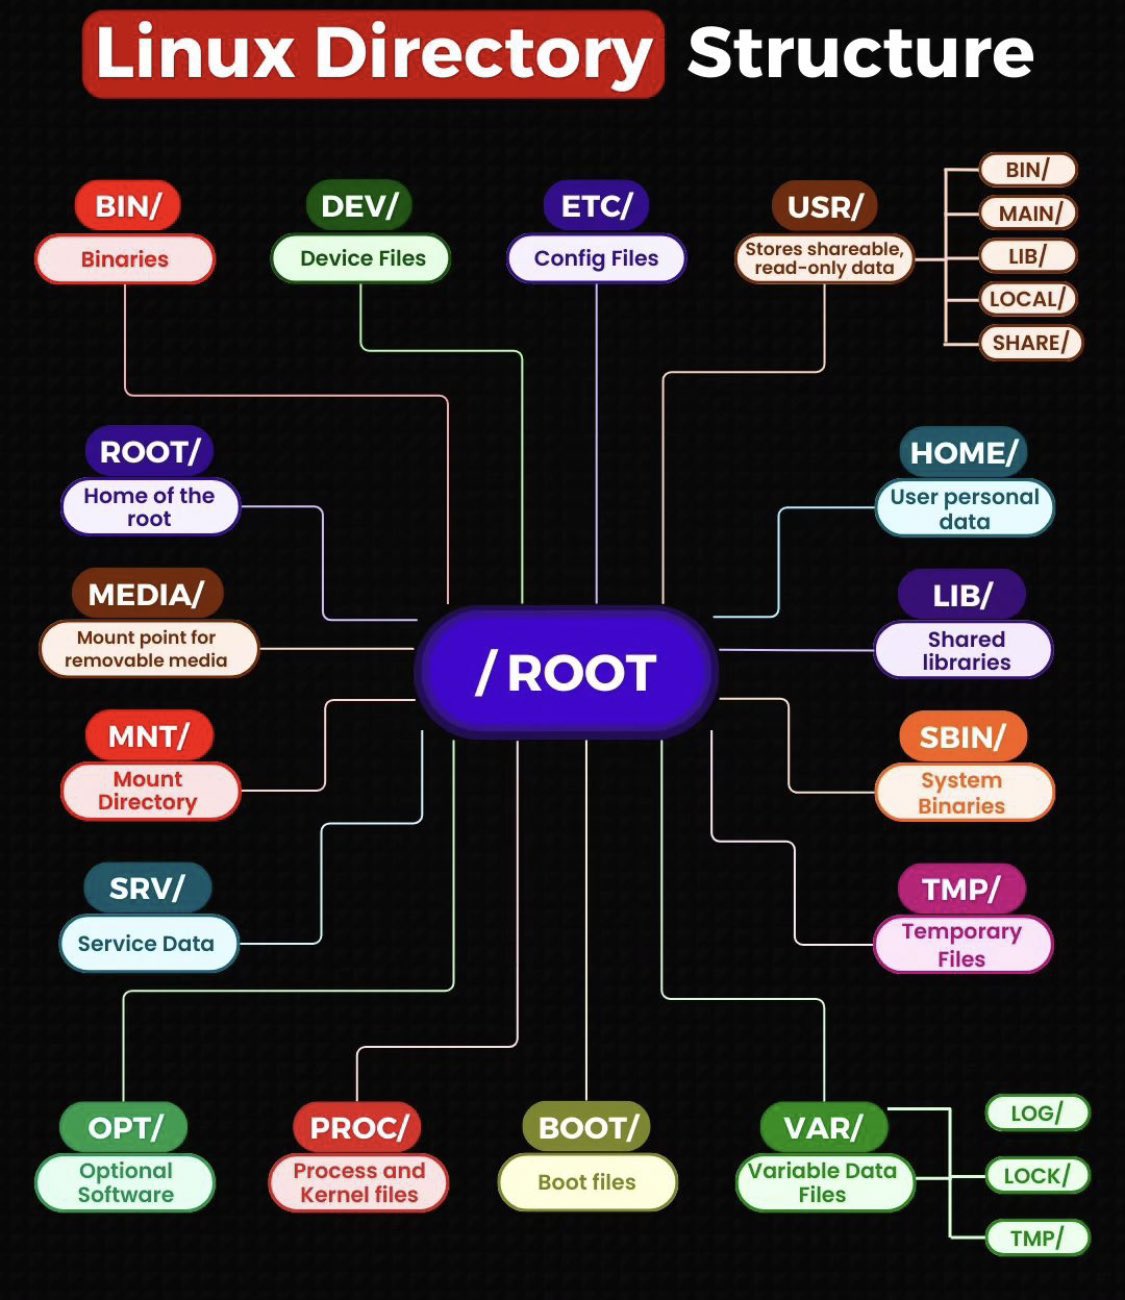 Linux Directory Structure
BIN/
Binaries
DEV/
Device Files
ETC/
Config Files
USR/
Stores shareable,
read-only data
BIN/
MAIN/
LIB/
LOCAL/
SHARE/
ROOT/
Home of the
root
HOME/
User personal
data
MEDIA/
Mount point for
removable media
LIB/
Shared
libraries
/ROOT
MNT/
Mount
Directory
SBIN/
System
Binaries
SRV/
Service Data
TMP/
Temporary
Files
OPT/
Optional
Software
PROC/
Process and
Kernel files
BOOT/
Boot files
VAR/
Variable Data
Files
LOG/
LOCK/
TMP/